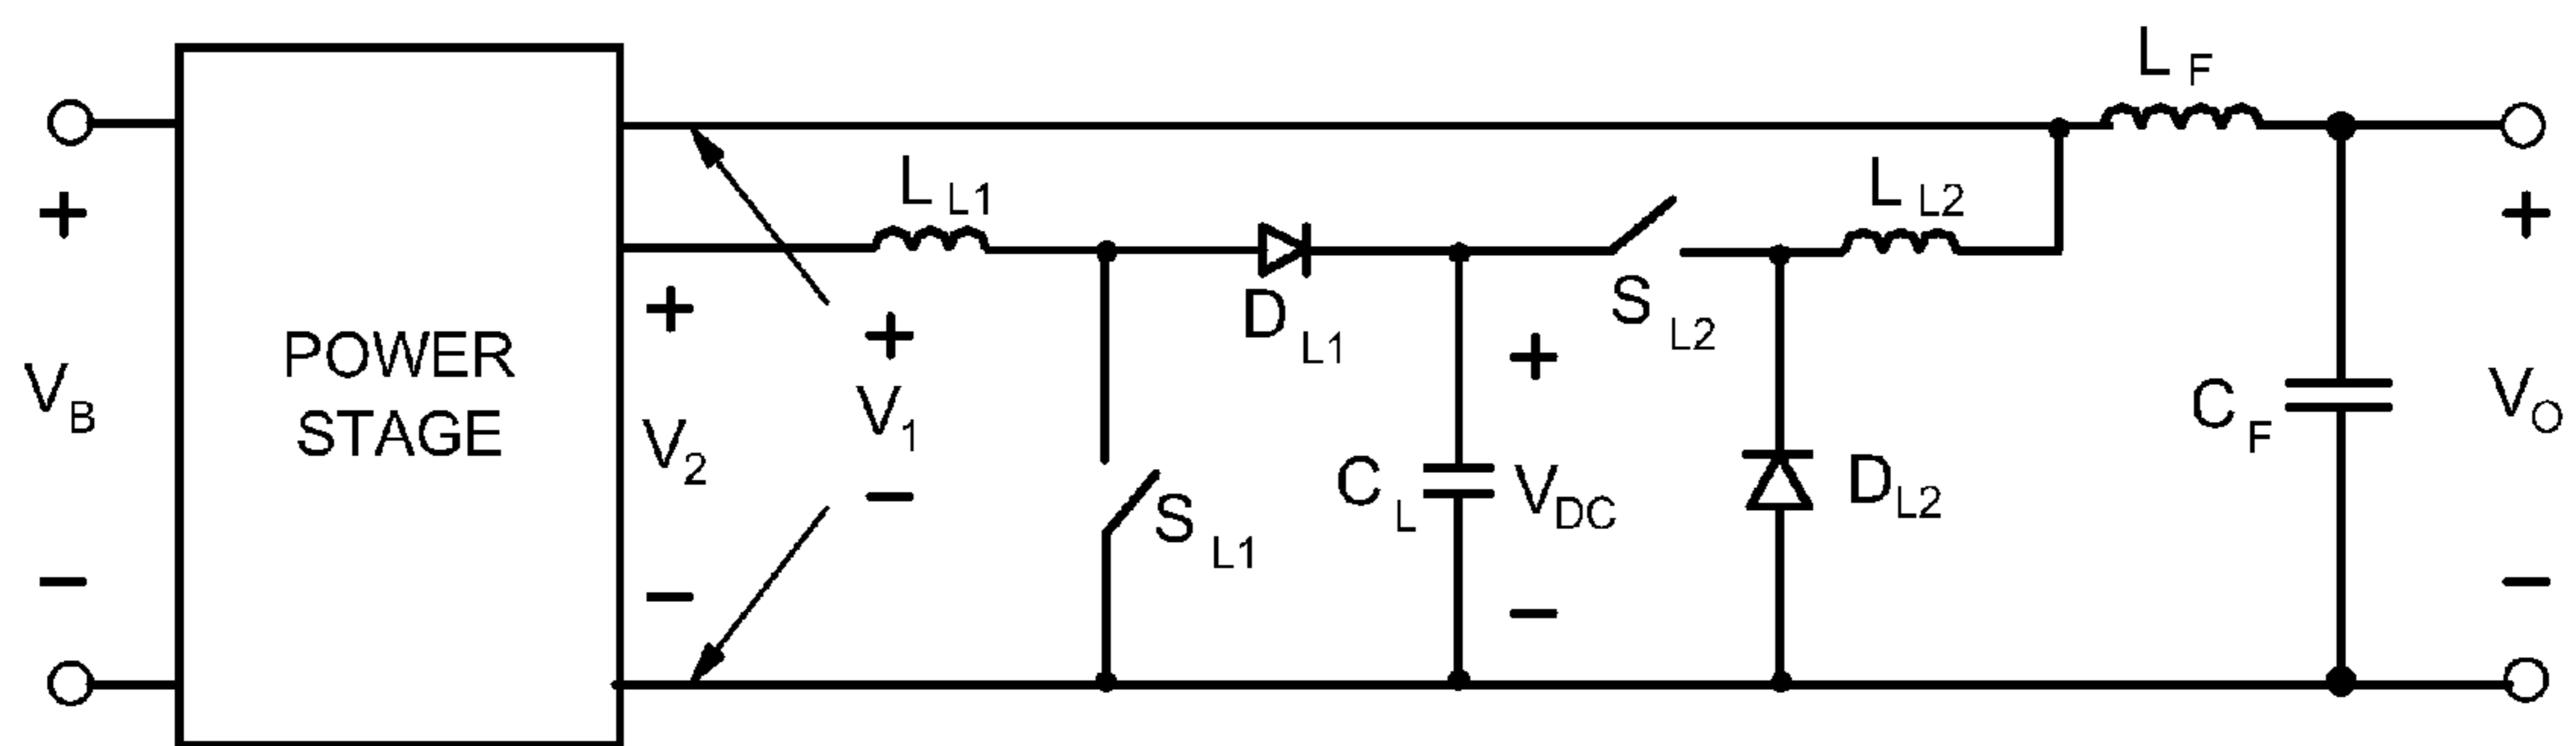 L F
L L1
L L2
+
+
+
+
+
D L1
S L2
POWER
STAGE
V B
V 2
V 1
C L
V DC
D L2
C F
V O
S L1
−
−
−
−
−